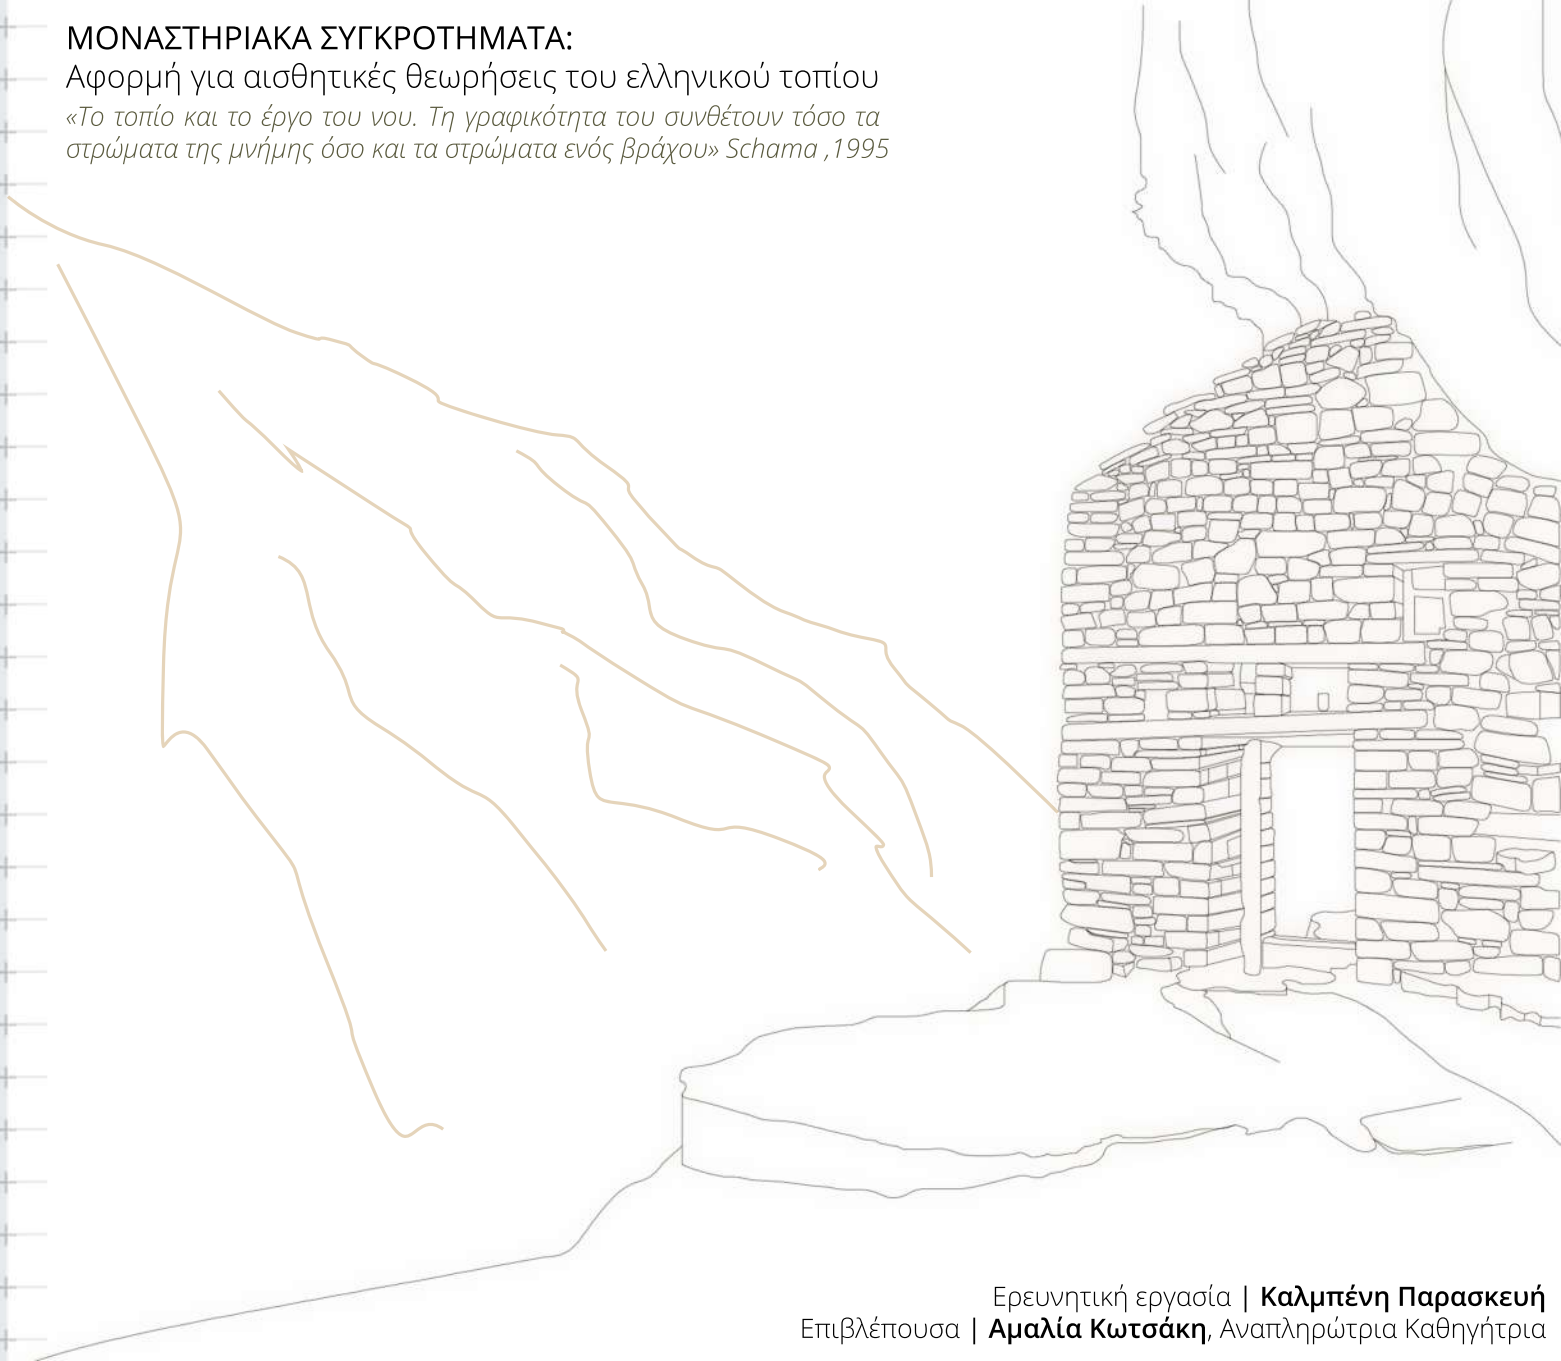 ΜΟΝΑΣΤΗΡΙΑΚΑ ΣΥΓΚΡΟΤΗΜΑΤΑ:
Αφορμή για αισθητικές θεωρήσεις του ελληνικού τοπίου
«Το τοπίο και το έργο του νου. Τη γραφικότητα του συνθέτουν τόσο τα
στρώματα της μνήμης όσο και τα στρώματα ενός βράχου» Schama ,1995
Ερευνητική εργασία | Καλμπένη Παρασκευή
Επιβλέπουσα | Αμαλία Κωτσάκη, Αναπληρώτρια Καθηγήτρια